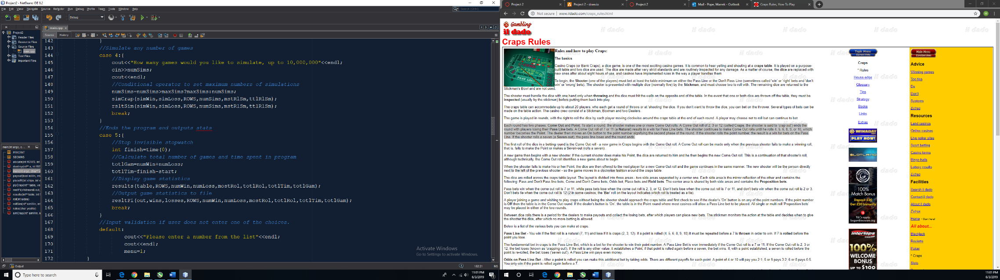 Project2 - NetBeans IDE 8.2
File Edit View Navigate Source Refactor Run Debug Profile Team Tools Window Help
Search (Ctrl+I)
Debug
Project2
Header Files
Resource Files
Source Files
main.cpp
Test Files
Important Files
main.cpp
Source History
142 }
143 //Simulate any number of games
144 case 4:{
145 cout<<"How many games would you like to simulate, up to 10,000,000"<<endl;
146 cin>>numSims;
147 cout<<endl;
148 //Conditional operator to set maximum numbers of simulations
149 numSims=numSims>maxSims?maxSims:numSims;
150 simCrap(simWin,simLoss,ROWS,numSims,mstRlSm,ttlRlSm);
151 rsltSim(simWin,simLoss,ROWS,numSims,mstRlSm,ttlRlSm);
152 break;
153 }
154 //Ends the program and outputs stats
155 case 5:{
156 //Stop invisible stopwatch
157 int finish=time(0);
158 //Calculate total number of games and time spent in program
159 totlGam=numWin+numLoss;
160 totlTim=finish-start;
161 //Display game statistics
162 results(table,ROWS,numWin,numLoss,mostRol,totlRol,totlTim,totlGam);
163 //Output game statistics to file
164 resltFi(out,wins,losses,ROWS,numWin,numLoss,mostRol,totlRol,totlTim,totlGam);
165 break;
166 }
167 //Input validation if user does not enter one of the choices.
168 default:
169 cout<<"Please enter a number from the list"<<endl;
170 cout<<endl;
171 menu=1;
172 }
main(int argc, c...
PERCENT
SECMINS
alocate(int ROWS, int
destroy(int** a, int RO
main(int argc, char** a
payout(bool isWin, int
placeBt(int chips, int v
plyCrap(int** table, ve
resltFi(ofstream& out,
results(int** table, int F
roll(int sides)
rsltSim(int* simWin, in
rules(char yesNo)
simCrap(int* simWin, i
Output
Activate Windows
Go to Settings to activate Windows.
182:21 INS
Type here to search
11:01 PM
6/3/2019
Project 2
Project 2 - draw.io
Project 2
Mail - Pope, Marrek - Outlook
Craps Rules, How To Play
Not secure | www.ildado.com/craps_rules.html
Gambling
il dado
Craps Rules
Rules and how to play Craps:
The basics
Casino Craps (or Bank Craps), a dice game, is one of the most exciting casino games. It is common to hear yelling and shouting at a craps table. It is played on a purpose-
built table and two dice are used. The dice are made after very strict standards and are routinely inspected for any damage. As a matter of course, the dice are replaced with
new ones after about eight hours of use, and casinos have implemented rules in the way a player handles them.
To begin, the Shooter (one of the players) must bet at least the table minimum on either the Pass Line or the Don't Pass Line (sometimes called 'win' or 'right' bets and 'don't
win' or 'wrong' bets). The shooter is presented with multiple dice (normally five) by the Stickman, and must choose two to roll with. The remaining dice are returned to the
Stickman's Bowl and are not used.
The shooter must handle the dice with one hand only when throwing and the dice must hit the walls on the opposite end of the table. In the event that one or both dice are thrown off the table, they must be
inspected (usually by the stickman) before putting them back into play.
The craps table can accommodate up to about 20 players, who each get a round of throws or at 'shooting' the dice. If you don't want to throw the dice, you can bet on the thrower. Several types of bets can be
made on the table action. The casino crew consist of a Stickman, Boxman and two Dealers.
The game is played in rounds, with the right to roll the dice by each player moving clockwise around the craps table at the end of each round. A player may choose not to roll but can continue to bet.
Each round has two phases: Come Out and Point. To start a round, the shooter makes one or more Come Out rolls. A Come Out roll of 2, 3 or 12 (called Craps, the shooter is said to 'crap out') ends the
round with players losing their Pass Line bets. A Come Out roll of 7 or 11 (a Natural) results in a win for Pass Line bets. The shooter continues to make Come Out rolls until he rolls 4, 5, 6, 8, 9, or 10, which
number becomes the Point. The dealer then moves an On button to the point number signifying the second phase of the round. If the shooter rolls the point number, the result is a win for bets on the Pass
Line. If the shooter rolls a seven (a Seven-out), the pass line loses and the round ends.
The first roll of the dice in a betting round is the Come Out roll - a new game in Craps begins with the Come Out roll. A Come Out roll can be made only when the previous shooter fails to make a winning roll,
that is, fails to make the Point or makes a Seven-out (rolls a seven).
A new game then begins with a new shooter. If the current shooter does make his Point, the dice are returned to him and he then begins the new Come Out roll. This is a continuation of that shooter's roll,
although technically, the Come Out roll identifies a new game about to begin.
When the shooter fails to make his or her Point, the dice are then offered to the next player for a new Come Out roll and the game continues in the same manner. The new shooter will be the person directly
next to the left of the previous shooter - so the game moves in a clockwise fashion around the craps table.
The dice are rolled across the craps table layout. The layout is divided into three areas - two side areas separated by a center one. Each side area is the mirror reflection of the other and contains the
following: Pass and Don't Pass line bets, Come and Don't Come bets, Odds bet, Place bets and Field bets. The center area is shared by both side areas and contains the Proposition bets.
Pass bets win when the come out roll is 7 or 11, while pass bets lose when the come out roll is 2, 3, or 12. Don't bets lose when the come out roll is 7 or 11, and don't bets win when the come out roll is 2 or 3.
Don't bets tie when the come out roll is 12 (2 in some casinos; the 'Bar' roll on the layout indicates which roll is treated as a tie).
A player joining a game and wishing to play craps without being the shooter should approach the craps table and first check to see if the dealer's 'On' button is on any of the point numbers. If the point number
is Off then the table is in the Come Out round. If the dealer's button is 'On', the table is in the Point round where most casinos will allow a Pass Line bet to be placed. All single or multi roll 'Proposition bets'
may be placed in either of the two rounds.
Between dice rolls there is a period for the dealers to make payouts and collect the losing bets, after which players can place new bets. The stickman monitors the action at the table and decides when to give
the shooter the dice, after which no more betting is allowed.
Below is a list of the various bets you can make at craps.
Pass Line Bet - You win if the first roll is a natural (7, 11) and lose if it is craps (2, 3, 12). If a point is rolled (4, 5, 6, 8, 9, 10) it must be repeated before a 7 is thrown in order to win. If 7 is rolled before the
point you lose.
The fundamental bet in craps is the Pass Line Bet, which is a bet for the shooter to win their point number. A Pass Line Bet is won immediately if the Come Out roll is a 7 or 11. If the Come Out roll is 2, 3 or
12, the bet loses (known as 'crapping out'). If the roll is any other value, it establishes a Point; if that point is rolled again before a seven, the bet wins. If, with a point established, a seven is rolled before the
point is re-rolled, the bet loses ('seven out'). A Pass Line win pays even money.
Odds on Pass Line Bet - After a point is rolled you can make this additional bet by taking odds. There are different payoffs for each point. A point of 4 or 10 will pay you 2:1; 5 or 9 pays 3:2; 6 or 8 pays 6:5.
You only win if the point is rolled again before a 7.
Topic Menu
Current links
Craps
* Rules
House edge
Glossary
Tips
Strategy
Books
Links
Extras
WINADAY
PLAY NOW!
SLOTLAND
GROSVENOR
100%
Match Bonus
Deposit £20
Get £20 Instantly
18
T&Cs apply.
begambleaware.org
intertops
CASINO
100%
WELCOME
BONUS
UP TO $100
Main Menu
Constant links
Advice
Winning games
Top tips
Do
Don't
Systems
Extras
Resources
Land casinos
Online casinos
Live poker sites
Sport betting
Casino terms
Bingo halls
Lottery results
Extras
Facilities
Search il dado
Contact il dado
About il dado
Extras
Home - Start here!
All about...
Blackjack
Roulette
Poker
* Craps
Slots
11:01 PM
6/3/2019